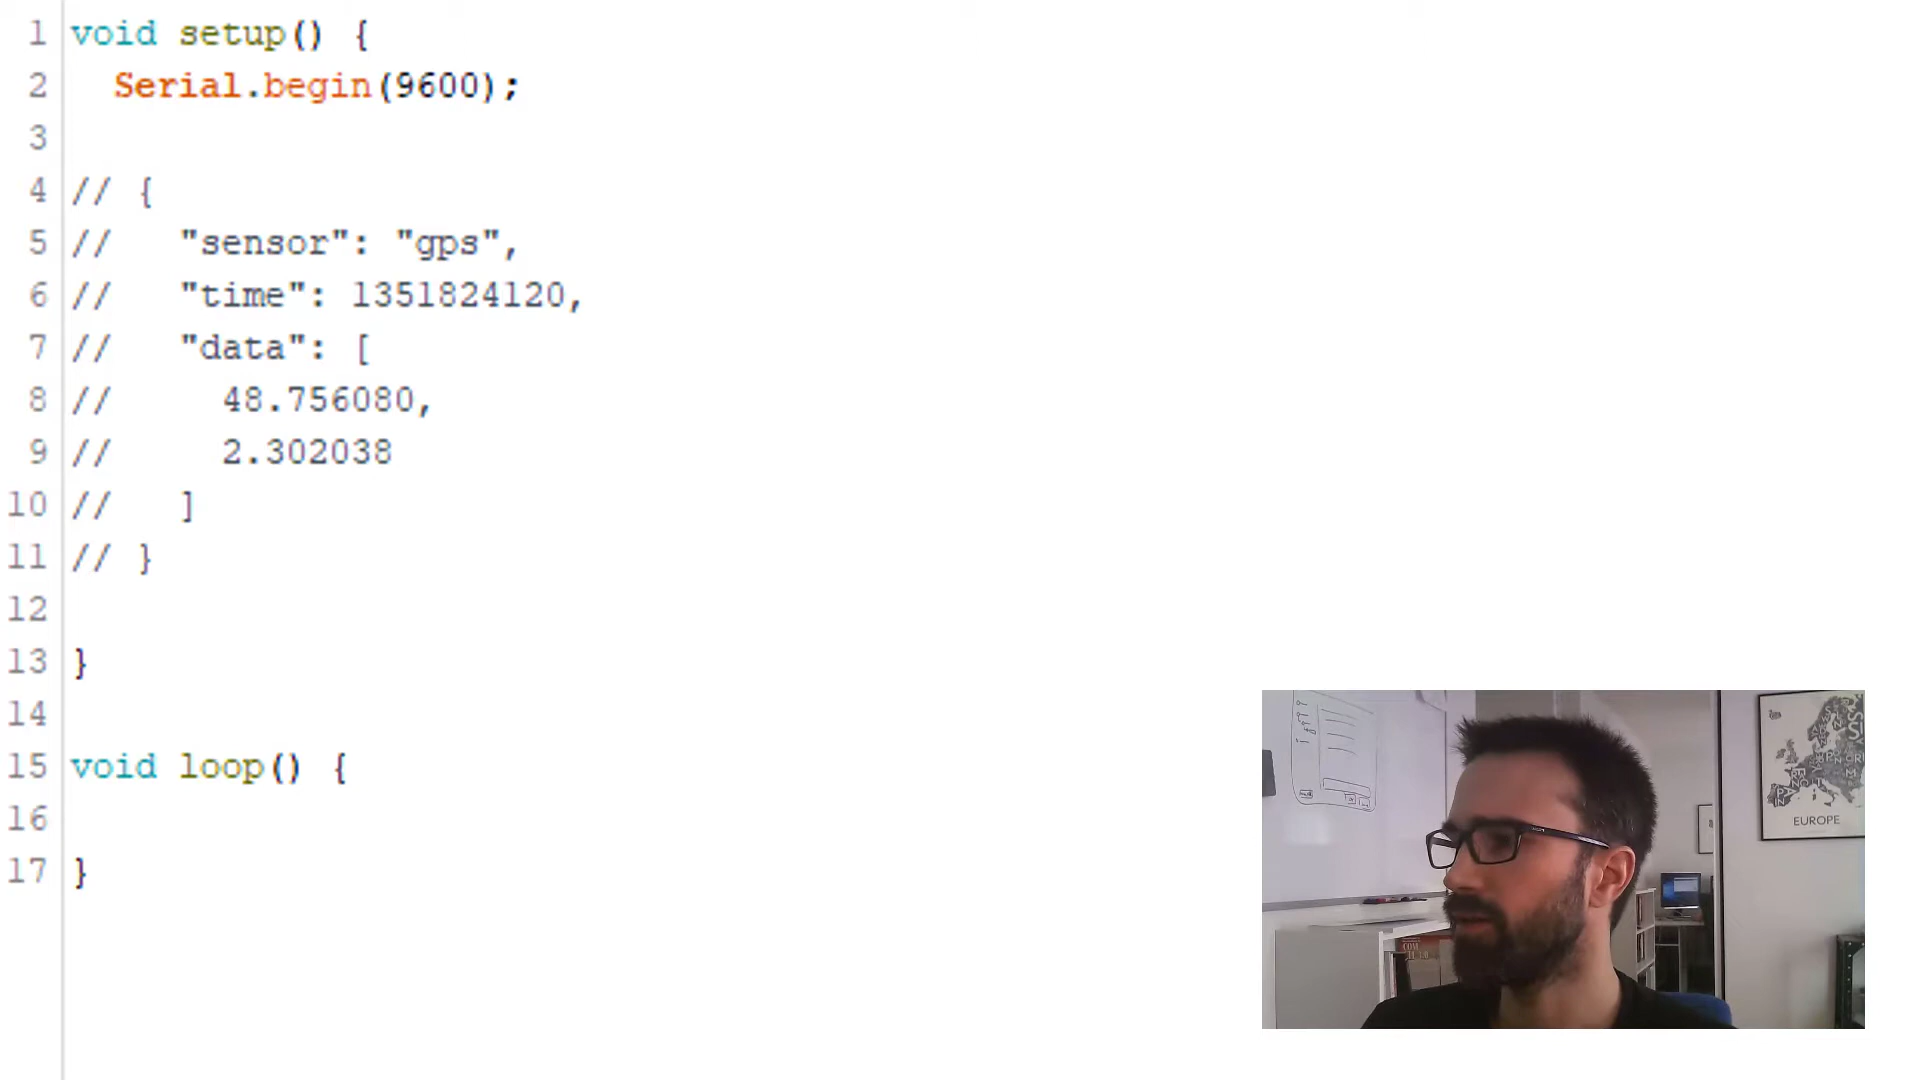 1 void setup() {
2 Serial.begin(9600);
3
4 // {
5 // "sensor": "gps",
6 // "time": 1351824120,
7 // "data": [
8 // 48.756080,
9 // 2.302038
10 // ]
11 // }
12
13 }
14
15 void loop() {
16
17 }
EUROPE